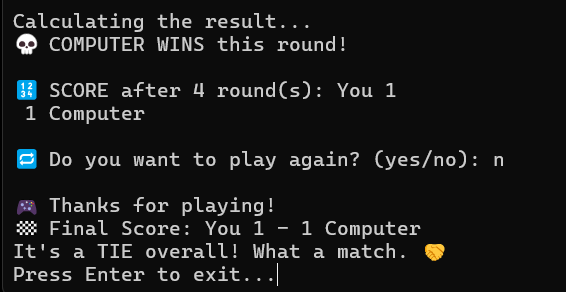 Calculating the result...
💀 COMPUTER WINS this round!
🔢 SCORE after 4 round(s): You 1
1 Computer
🔁 Do you want to play again? (yes/no): n
🎮 Thanks for playing!
🏁 Final Score: You 1 - 1 Computer
It's a TIE overall! What a match. 🤝
Press Enter to exit...